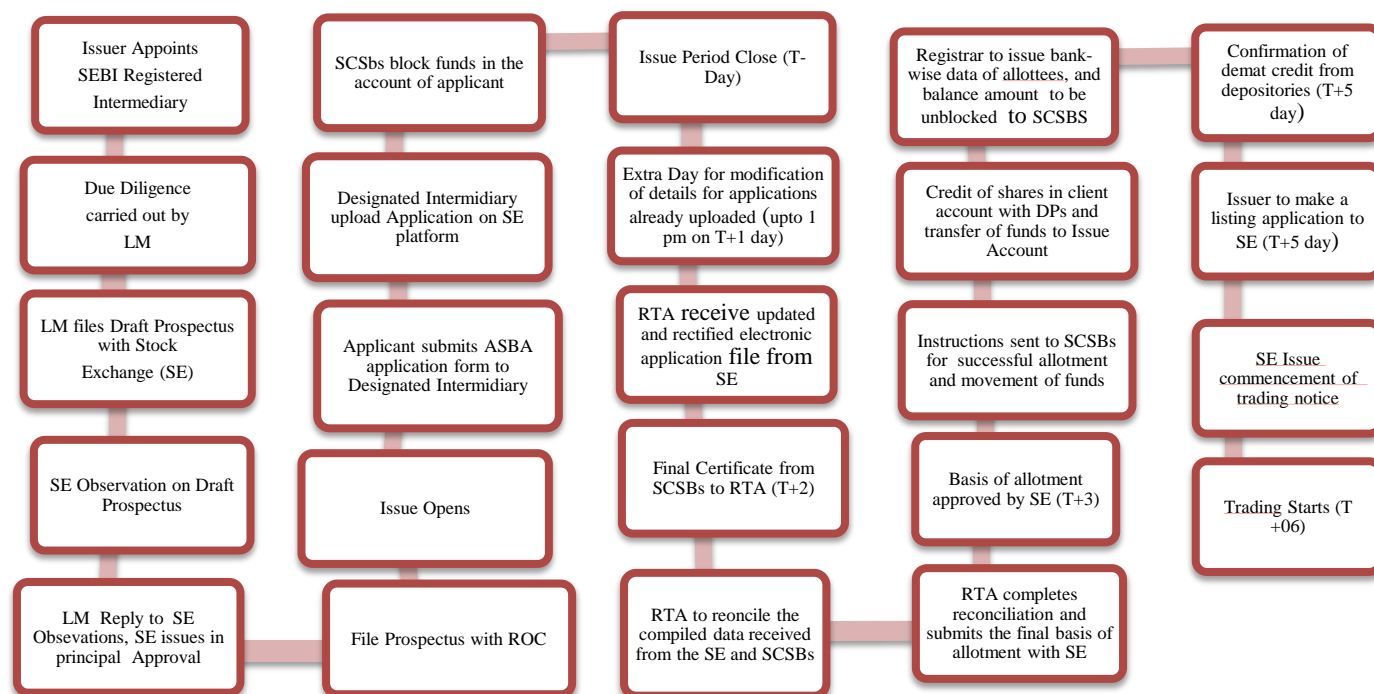 Issuer Appoints
SEBI Registered
Intermediary
Due Diligence
carried out by
LM
LM files Draft Prospectus
with Stock
Exchange (SE)
SE Observation on Draft
Prospectus
LM Reply to SE
Obsevations, SE issues in
principal Approval
File Prospectus with ROC
Issue Opens
Applicant submits ASBA
application form to
Designated Intermidiary
Designated Intermidiary
upload Application on SE
platform
SCSbs block funds in the
account of applicant
Issue Period Close (T-
Day)
Extra Day for modification
of details for applications
already uploaded (upto 1
pm on T+1 day)
RTA receive updated
and rectified electronic
application file from
SE
Final Certificate from
SCSBs to RTA (T+2)
RTA to reconcile the
compiled data received
from the SE and SCSBs
RTA completes
reconciliation and
submits the final basis of
allotment with SE
Basis of allotment
approved by SE (T+3)
Instructions sent to SCSBs
for successful allotment
and movement of funds
Credit of shares in client
account with DPs and
transfer of funds to Issue
Account
Registrar to issue bank-
wise data of allottees, and
balance amount to be
unblocked to SCSBS
Confirmation of
demat credit from
depositories (T+5
day)
Issuer to make a
listing application to
SE (T+5 day)
SE Issue
commencement of
trading notice
Trading Starts (T
+06)